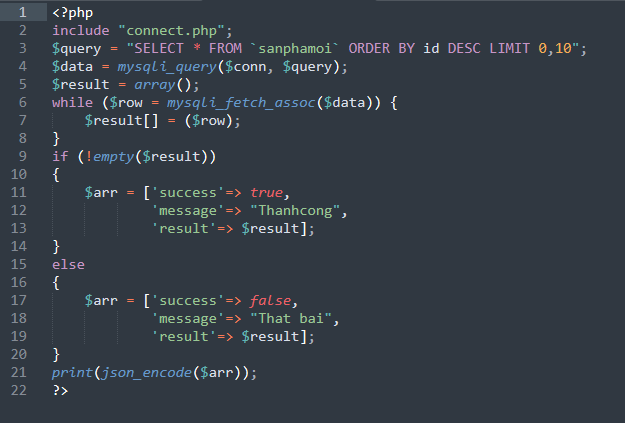 1 <?php
2 include "connect.php";
3 $query = "SELECT * FROM `sanphamoi` ORDER BY id DESC LIMIT 0,10";
4 $data = mysqli_query($conn, $query);
5 $result = array();
6 while ($row = mysqli_fetch_assoc($data)) {
7     $result[] = ($row);
8 }
9 if (!empty($result))
10 {
11     $arr = ['success'=> true,
12             'message'=> "Thanhcong",
13             'result'=> $result];
14 }
15 else
16 {
17     $arr = ['success'=> false,
18             'message'=> "That bai",
19             'result'=> $result];
20 }
21 print(json_encode($arr));
22 ?>